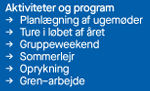 Aktiviteter og program
→ Planlægning af ugemøder
→ Ture i løbet af året
→ Gruppeweekend
→ Sommerlejr
→ Oprykning
→ Gren-arbejde